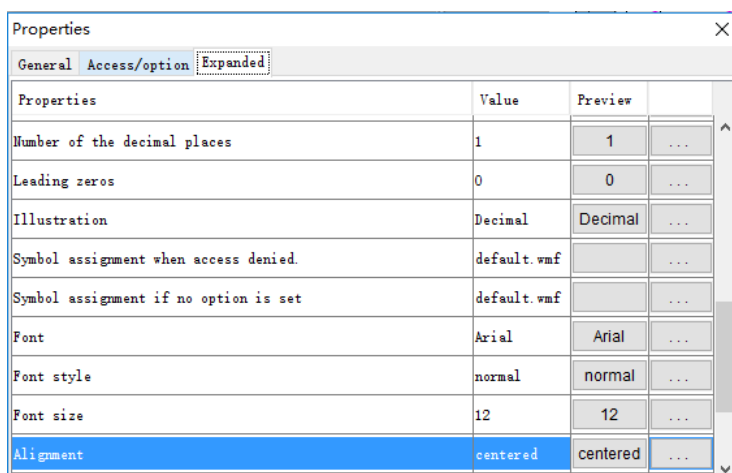 Properties
General Access/option Expanded
Properties Value Preview
Number of the decimal places 1 1 ...
Leading zeros 0 0 ...
Illustration Decimal Decimal ...
Symbol assignment when access denied. default.wmf ...
Symbol assignment if no option is set default.wmf ...
Font Arial Arial ...
Font style normal normal ...
Font size 12 12 ...
Alignment centered centered ...